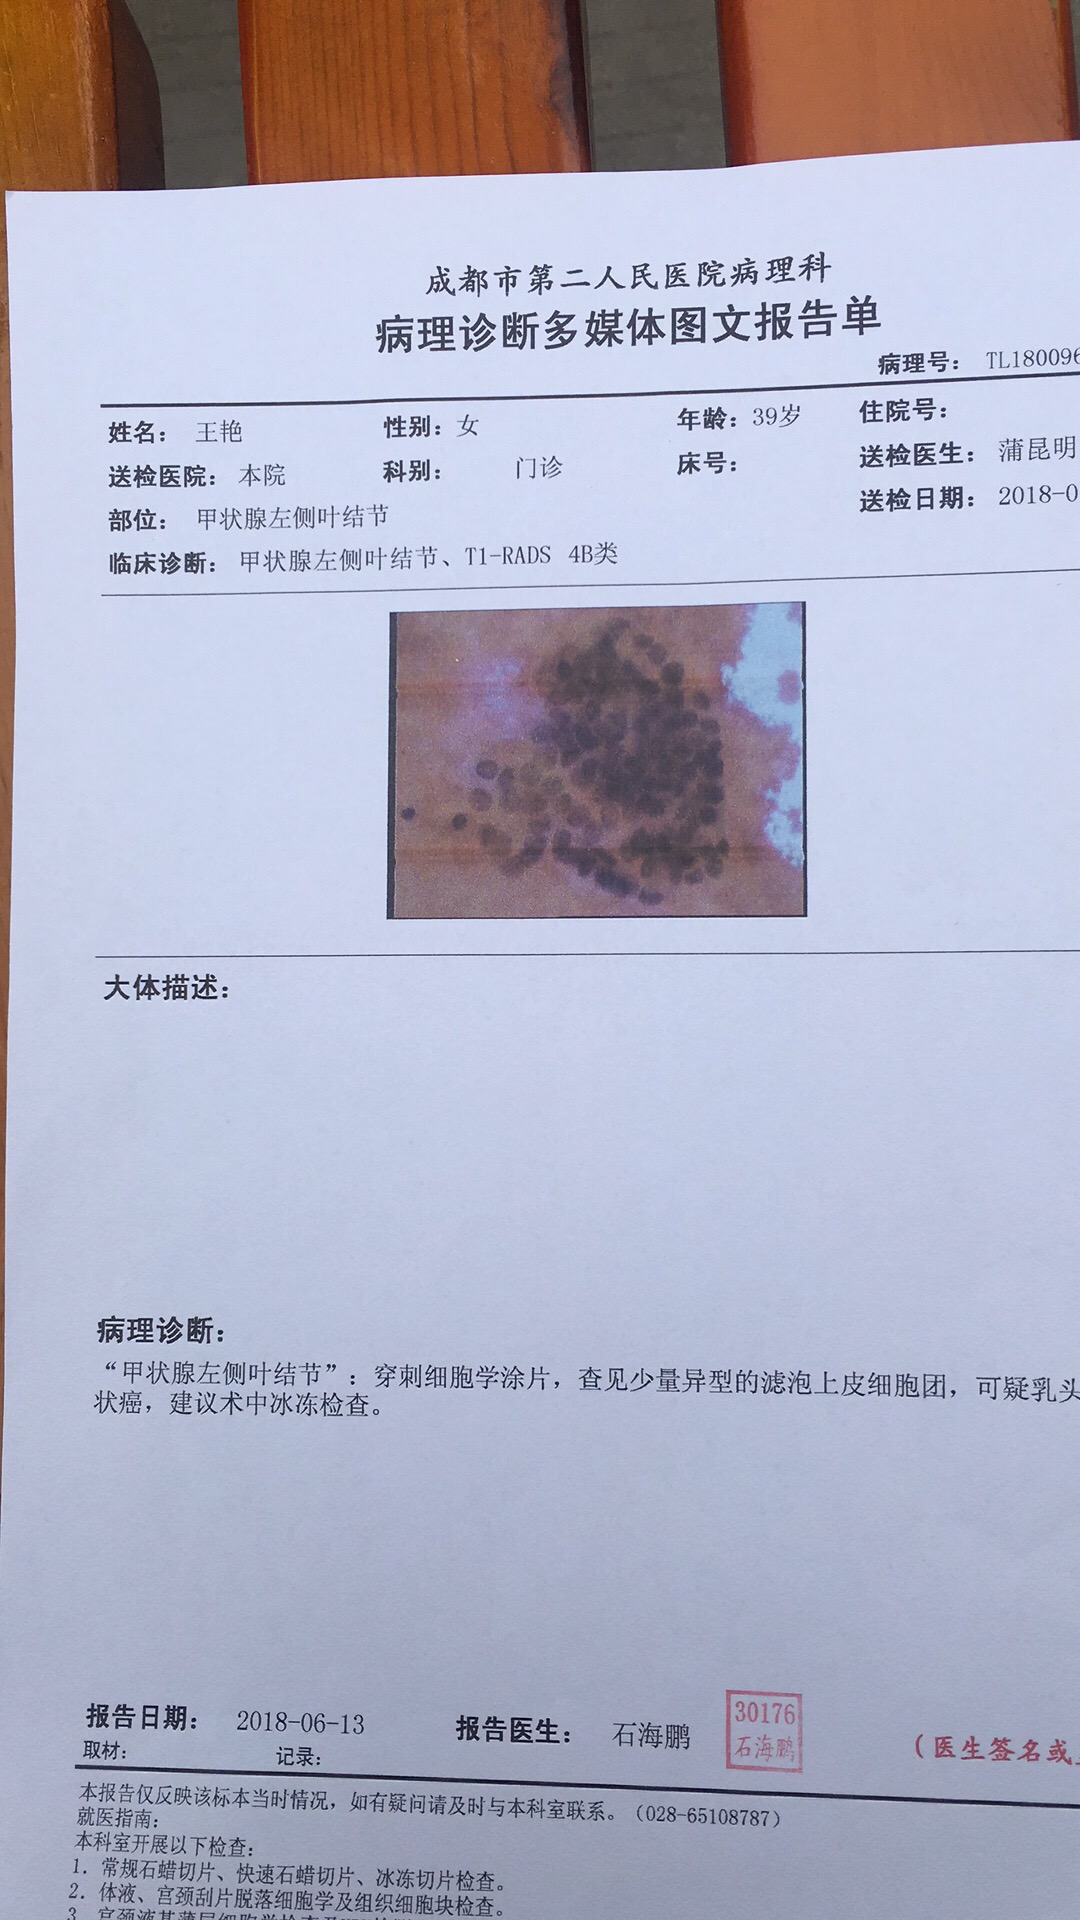 成都市第二人民医院病理科
病理诊断多媒体图文报告单
病理号： TL180096
姓名： 王艳 性别：女 年龄：39岁 住院号：
送检医院： 本院 科别： 门诊 床号： 送检医生： 蒲昆明
部位： 甲状腺左侧叶结节 送检日期： 2018-0
临床诊断： 甲状腺左侧叶结节、T1-RADS 4B类
大体描述：
病理诊断：
“甲状腺左侧叶结节”：穿刺细胞学涂片，查见少量异型的滤泡上皮细胞团，可疑乳头
状癌，建议术中冰冻检查。
报告日期： 2018-06-13 报告医生： 石海鹏 30176
石海鹏
（医生签名或
取材： 记录：
本报告仅反映该标本当时情况，如有疑问请及时与本科室联系。（028-65108787）
就医指南：
本科室开展以下检查：
1. 常规石蜡切片、快速石蜡切片、冰冻切片检查。
2. 体液、宫颈刮片脱落细胞学及组织细胞块检查。
3